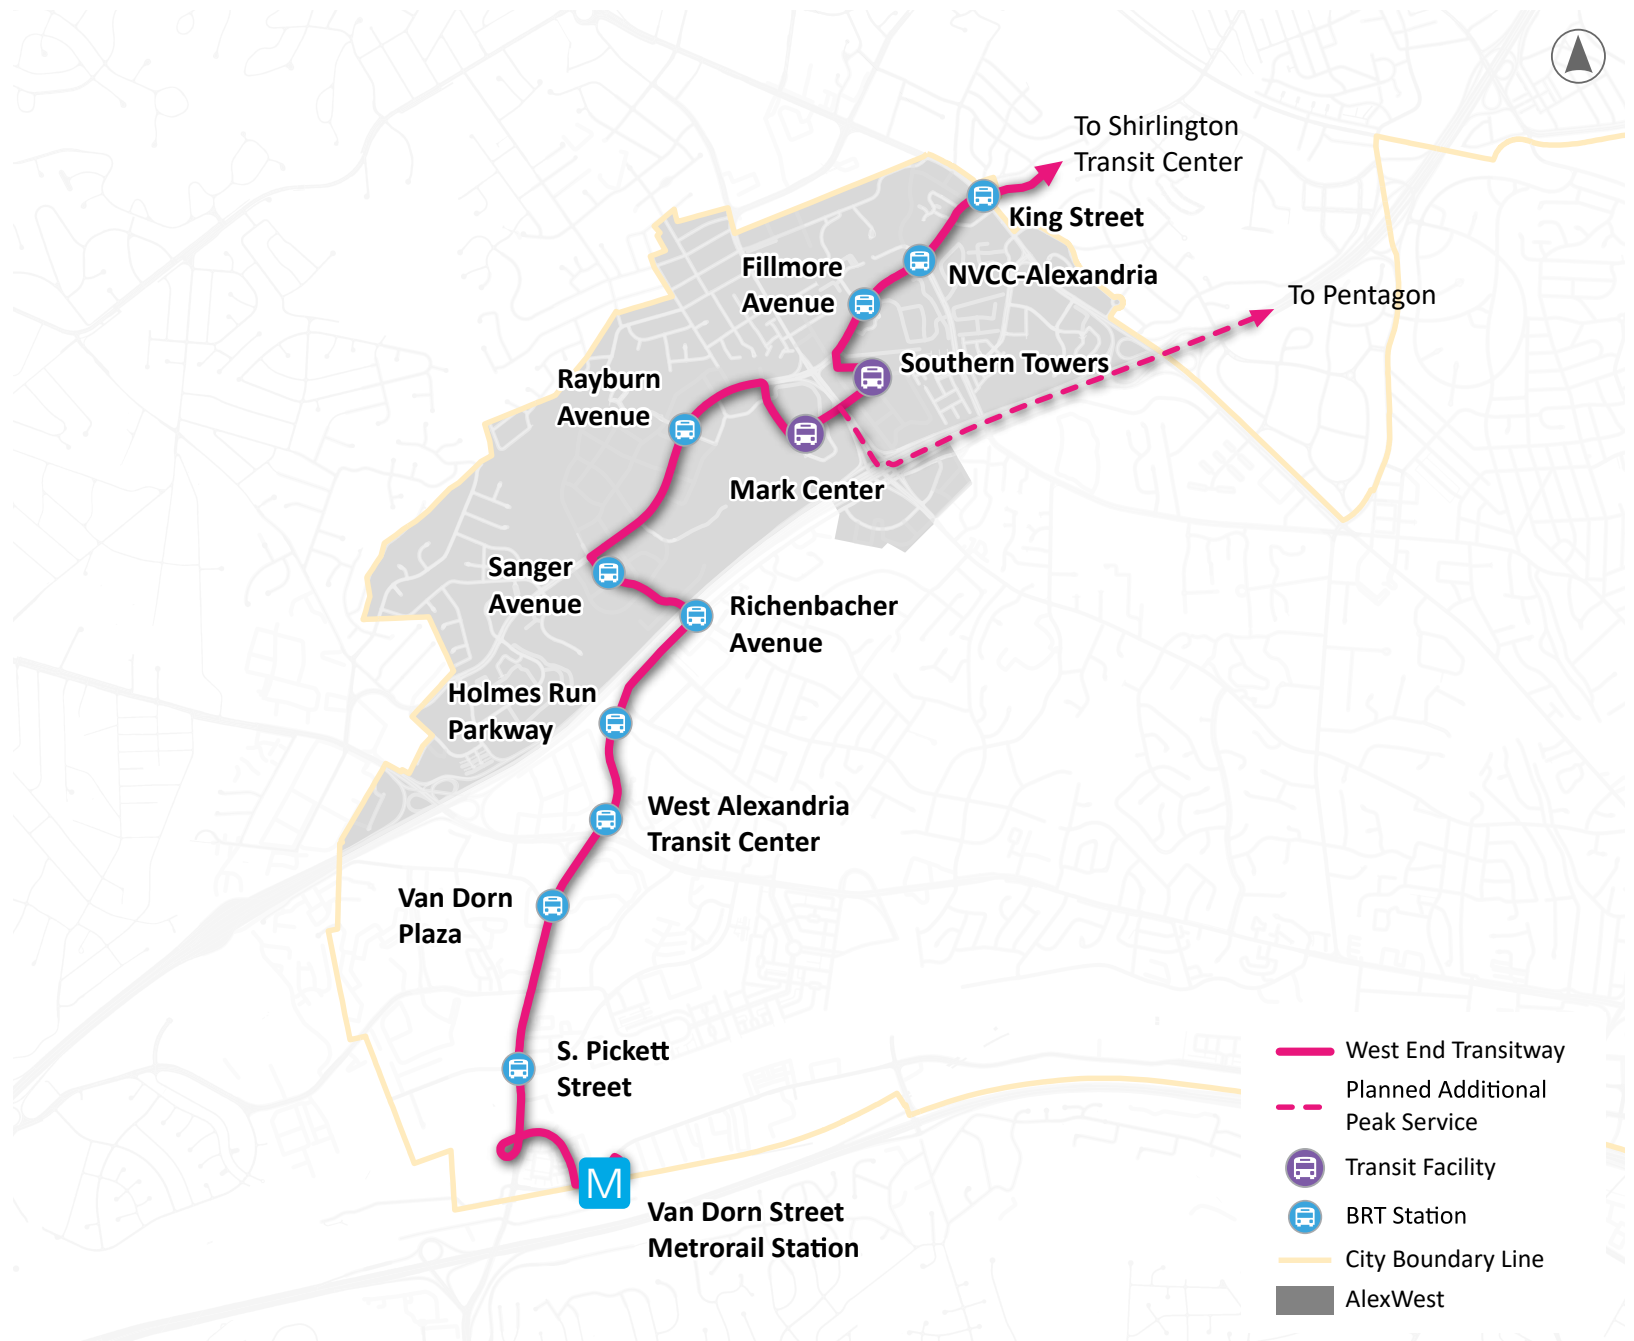 To Shirlington
Transit Center
King Street
Fillmore
Avenue
NVCC-Alexandria
To Pentagon
Southern Towers
Rayburn
Avenue
Mark Center
Sanger
Avenue
Richenbacher
Avenue
Holmes Run
Parkway
West Alexandria
Transit Center
Van Dorn
Plaza
S. Pickett
Street
M
Van Dorn Street
Metrorail Station
West End Transitway
Planned Additional
Peak Service
Transit Facility
BRT Station
City Boundary Line
AlexWest